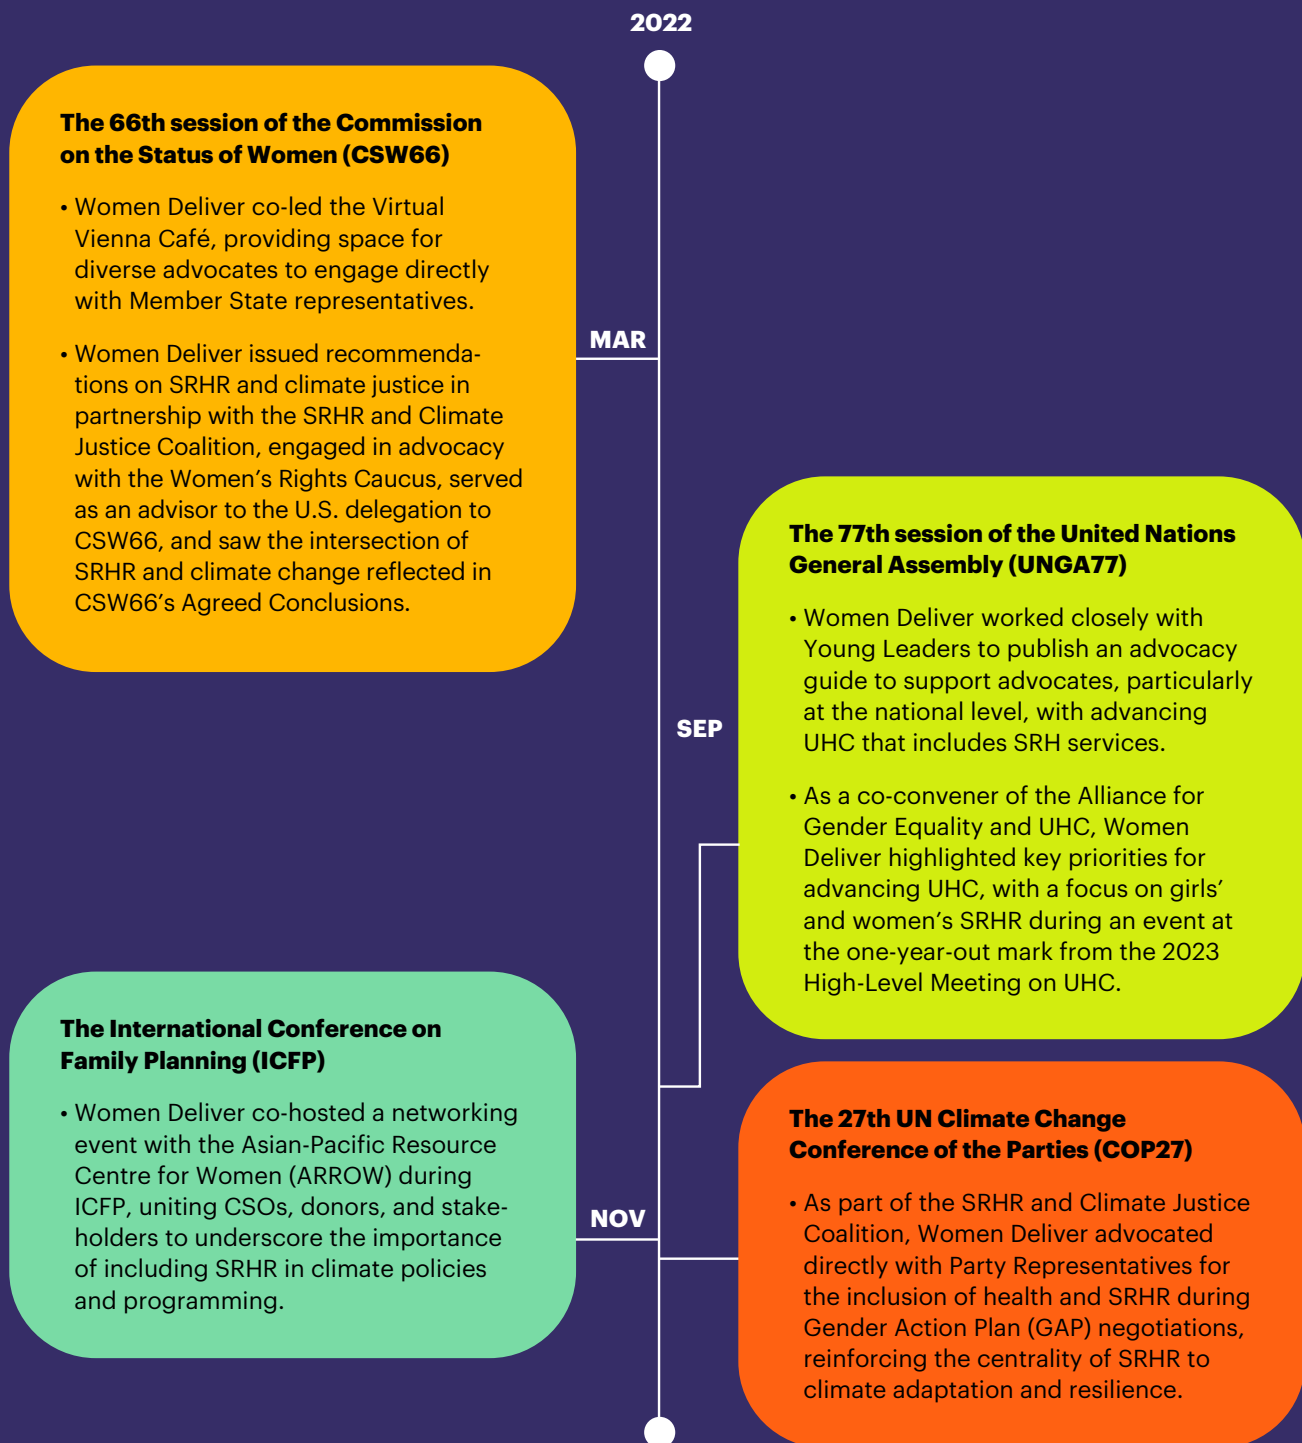 2022
The 66th session of the Commission
on the Status of Women (CSW66)
• Women Deliver co-led the Virtual
Vienna Café, providing space for
diverse advocates to engage directly
with Member State representatives.
• Women Deliver issued recommenda-
tions on SRHR and climate justice in
partnership with the SRHR and Climate
Justice Coalition, engaged in advocacy
with the Women’s Rights Caucus, served
as an advisor to the U.S. delegation to
CSW66, and saw the intersection of
SRHR and climate change reflected in
CSW66’s Agreed Conclusions.
MAR
The 77th session of the United Nations
General Assembly (UNGA77)
• Women Deliver worked closely with
Young Leaders to publish an advocacy
guide to support advocates, particularly
at the national level, with advancing
UHC that includes SRH services.
• As a co-convener of the Alliance for
Gender Equality and UHC, Women
Deliver highlighted key priorities for
advancing UHC, with a focus on girls’
and women’s SRHR during an event at
the one-year-out mark from the 2023
High-Level Meeting on UHC.
SEP
The International Conference on
Family Planning (ICFP)
• Women Deliver co-hosted a networking
event with the Asian-Pacific Resource
Centre for Women (ARROW) during
ICFP, uniting CSOs, donors, and stake-
holders to underscore the importance
of including SRHR in climate policies
and programming.
NOV
The 27th UN Climate Change
Conference of the Parties (COP27)
• As part of the SRHR and Climate Justice
Coalition, Women Deliver advocated
directly with Party Representatives for
the inclusion of health and SRHR during
Gender Action Plan (GAP) negotiations,
reinforcing the centrality of SRHR to
climate adaptation and resilience.